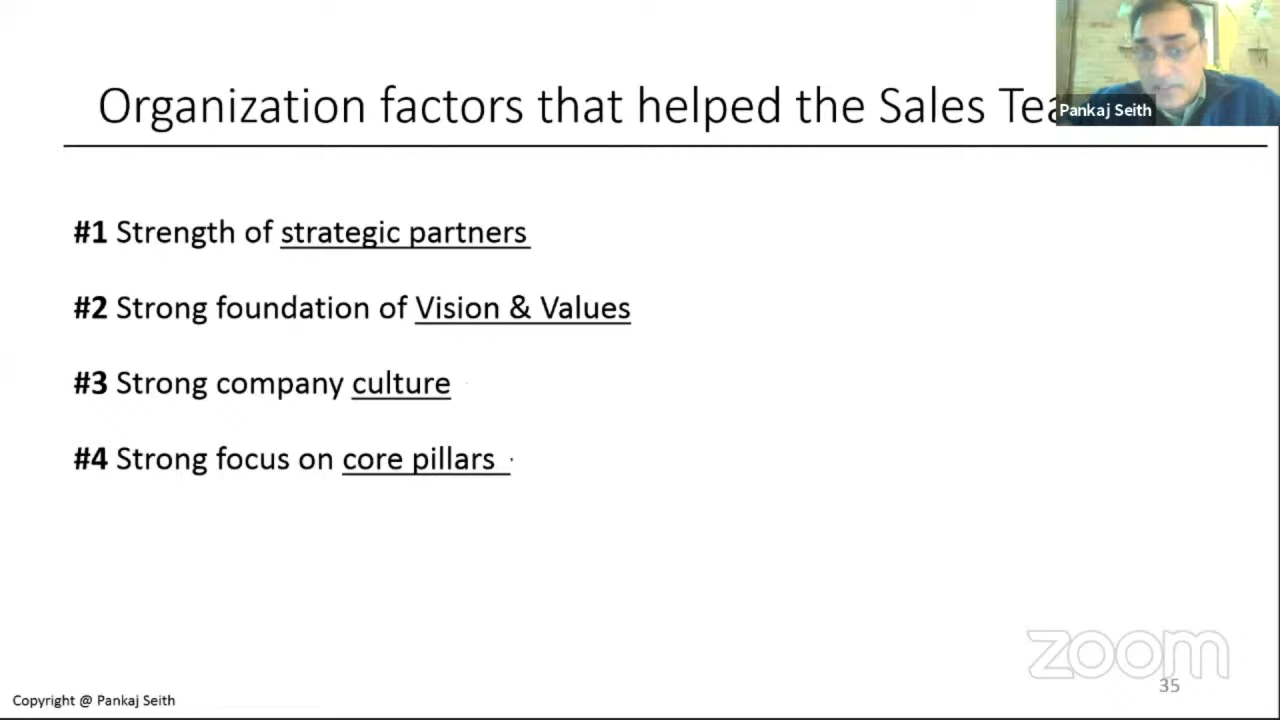 Organization factors that helped the Sales
Pankaj Seith
#1 Strength of strategic partners
#2 Strong foundation of Vision & Values
#3 Strong company culture
#4 Strong focus on core pillars
zoom
35
Copyright @ Pankaj Seith